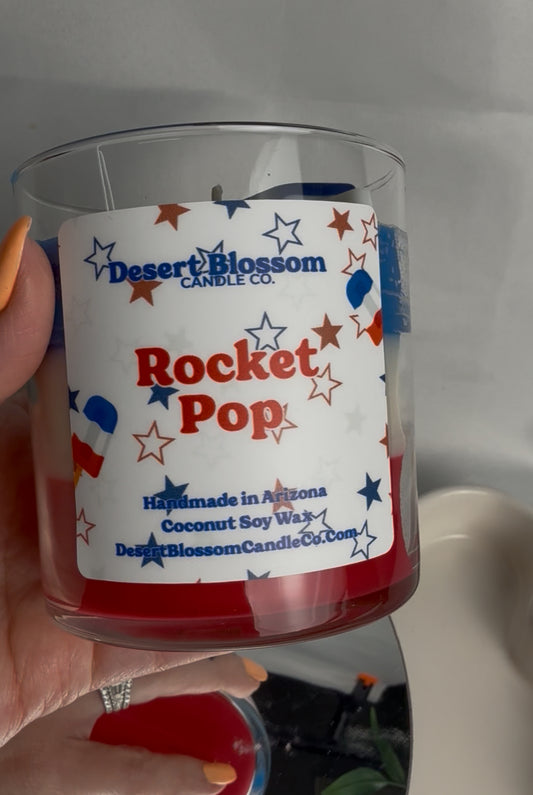 Desert Blossom
CANDLE CO.
Rocket
Pop
Handmade in Arizona
Coconut Soy Wax
DesertBlossomCandleCo.Com